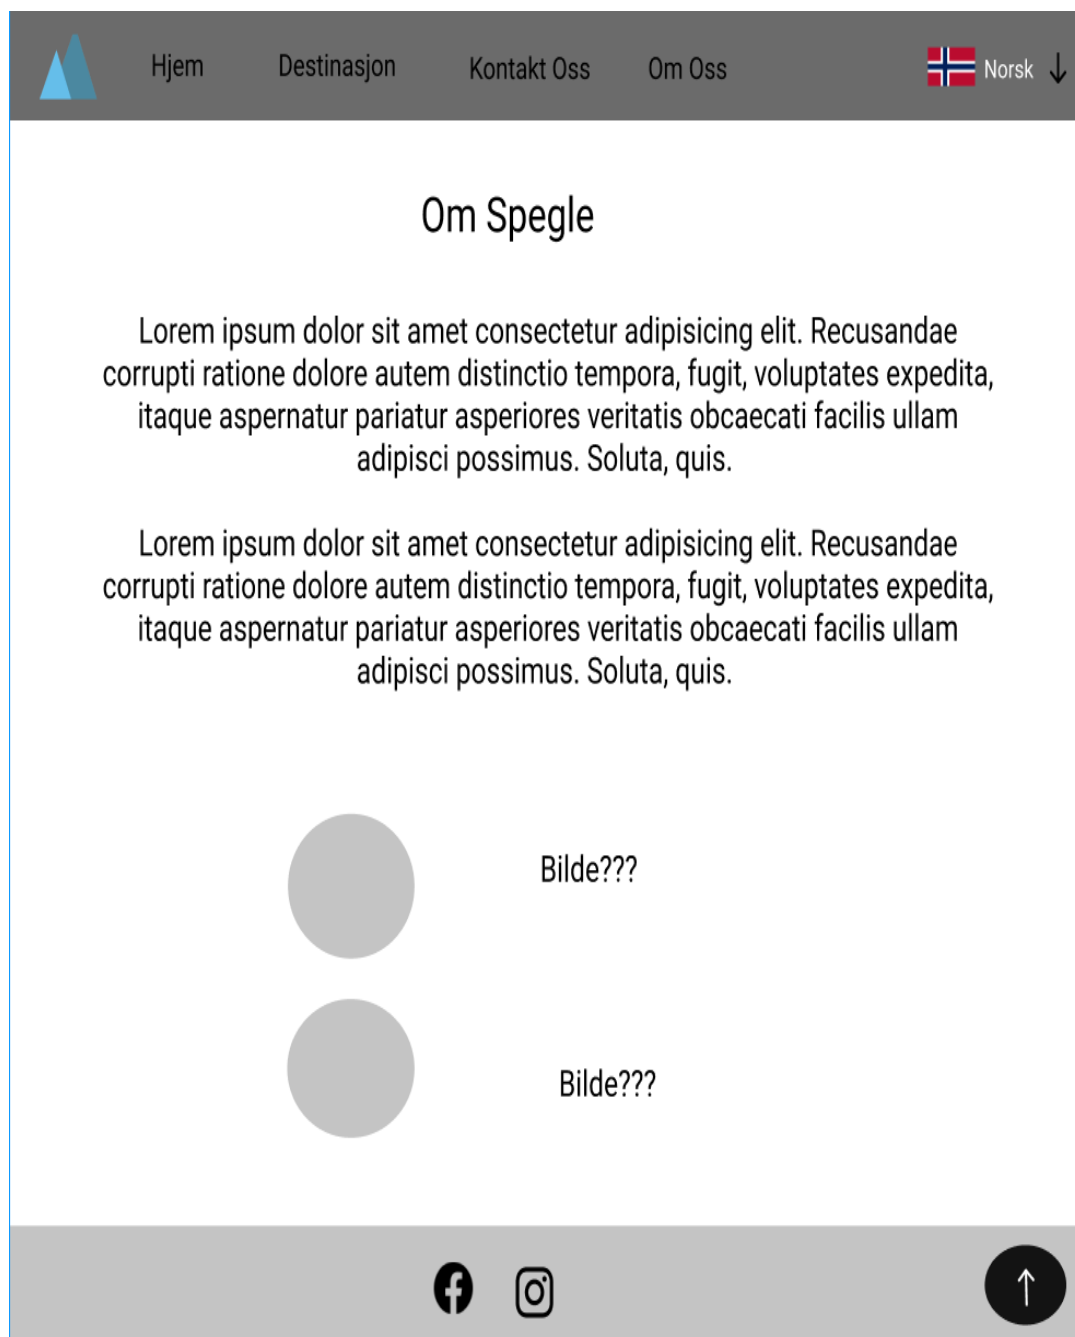 Hjem Destinasjon Kontakt Oss Om Oss Norsk
Om Spegle
Lorem ipsum dolor sit amet consectetur adipisicing elit. Recusandae
corrupti ratione dolore autem distinctio tempora, fugit, voluptates expedita,
itaque aspernatur pariatur asperiores veritatis obcaecati facilis ullam
adipisci possimus. Soluta, quis.
Lorem ipsum dolor sit amet consectetur adipisicing elit. Recusandae
corrupti ratione dolore autem distinctio tempora, fugit, voluptates expedita,
itaque aspernatur pariatur asperiores veritatis obcaecati facilis ullam
adipisci possimus. Soluta, quis.
Bilde???
Bilde???